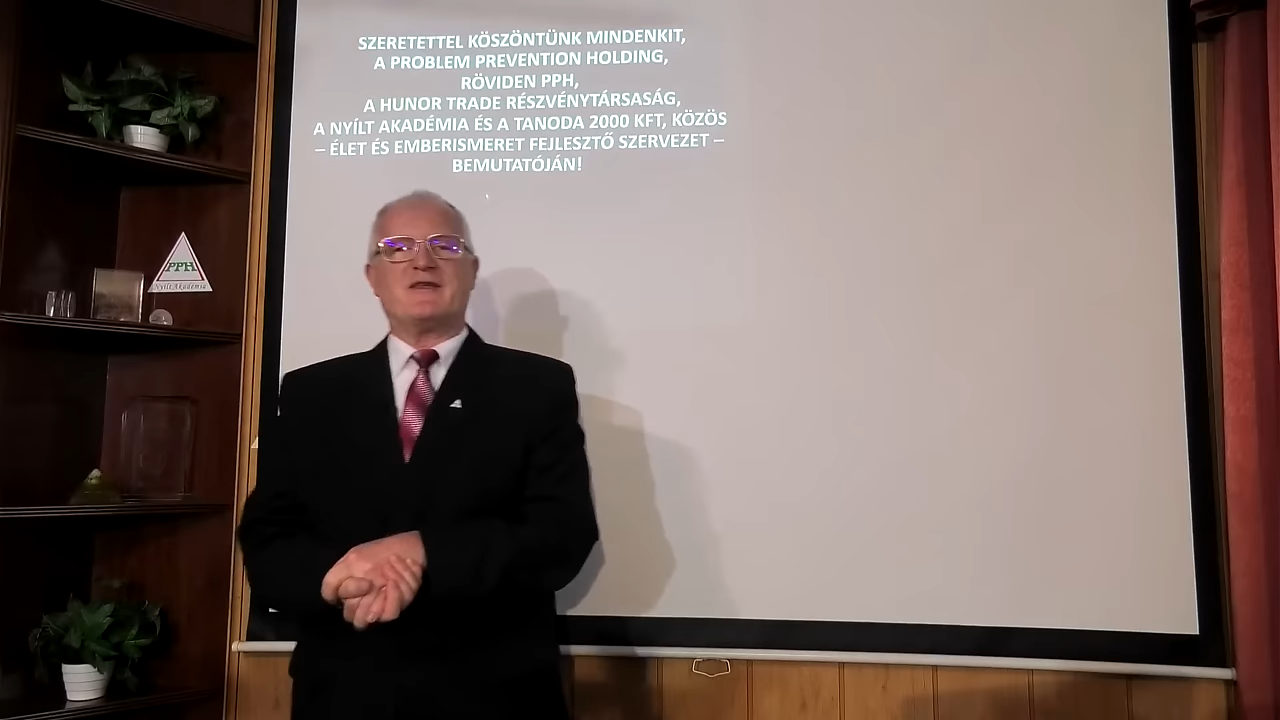 SZERETETTEL KÖSZÖNTÜNK MINDENKIT,
A PROBLEM PREVENTION HOLDING,
RÖVIDEN PPH,
A HUNOR TRADE RÉSZVÉNYTÁRSASÁG,
A NYÍLT AKADÉMIA ÉS A TANODA 2000 KFT, KÖZÖS
– ÉLET ÉS EMBERISMERET FEJLESZTŐ SZERVEZET –
BEMUTATÓJÁN!
PPH
Nyílt Akadémia